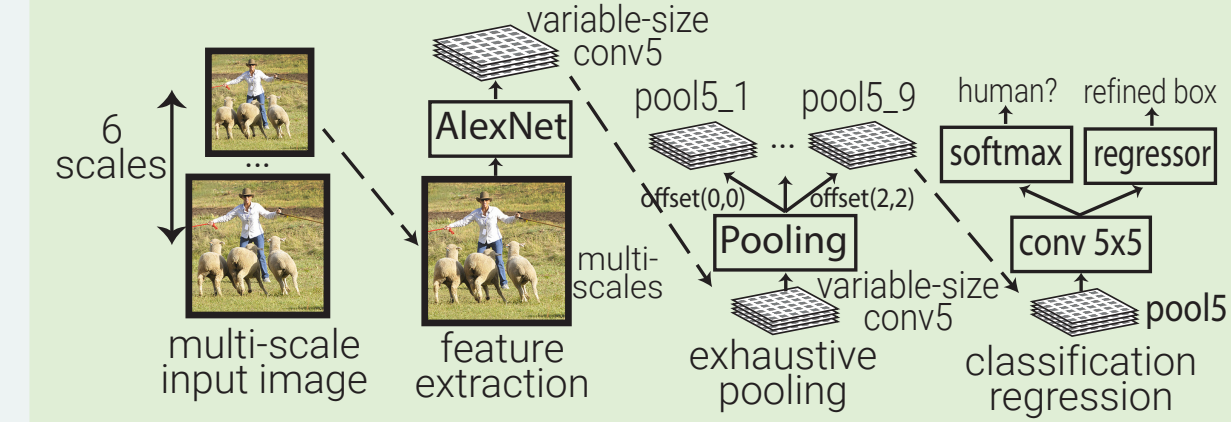 6
scales
...
multi-scale
input image
variable-size
conv5
AlexNet
multi-
scales
feature
extraction
pool5_1
...
pool5_9
offset(0,0)
offset(2,2)
Pooling
variable-size
conv5
exhaustive
pooling
human?
refined box
softmax
regressor
conv 5x5
pool5
classification
regression